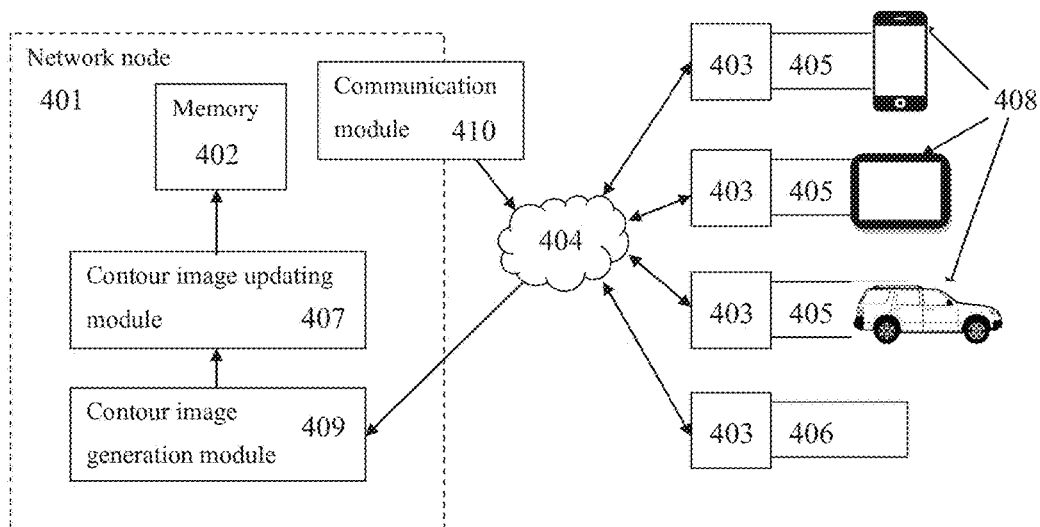 Network node
401
Memory
402
Communication
module 410
Contour image updating
module 407
Contour image
generation module 409
404
403 405
408
403 405
403 405
403 406